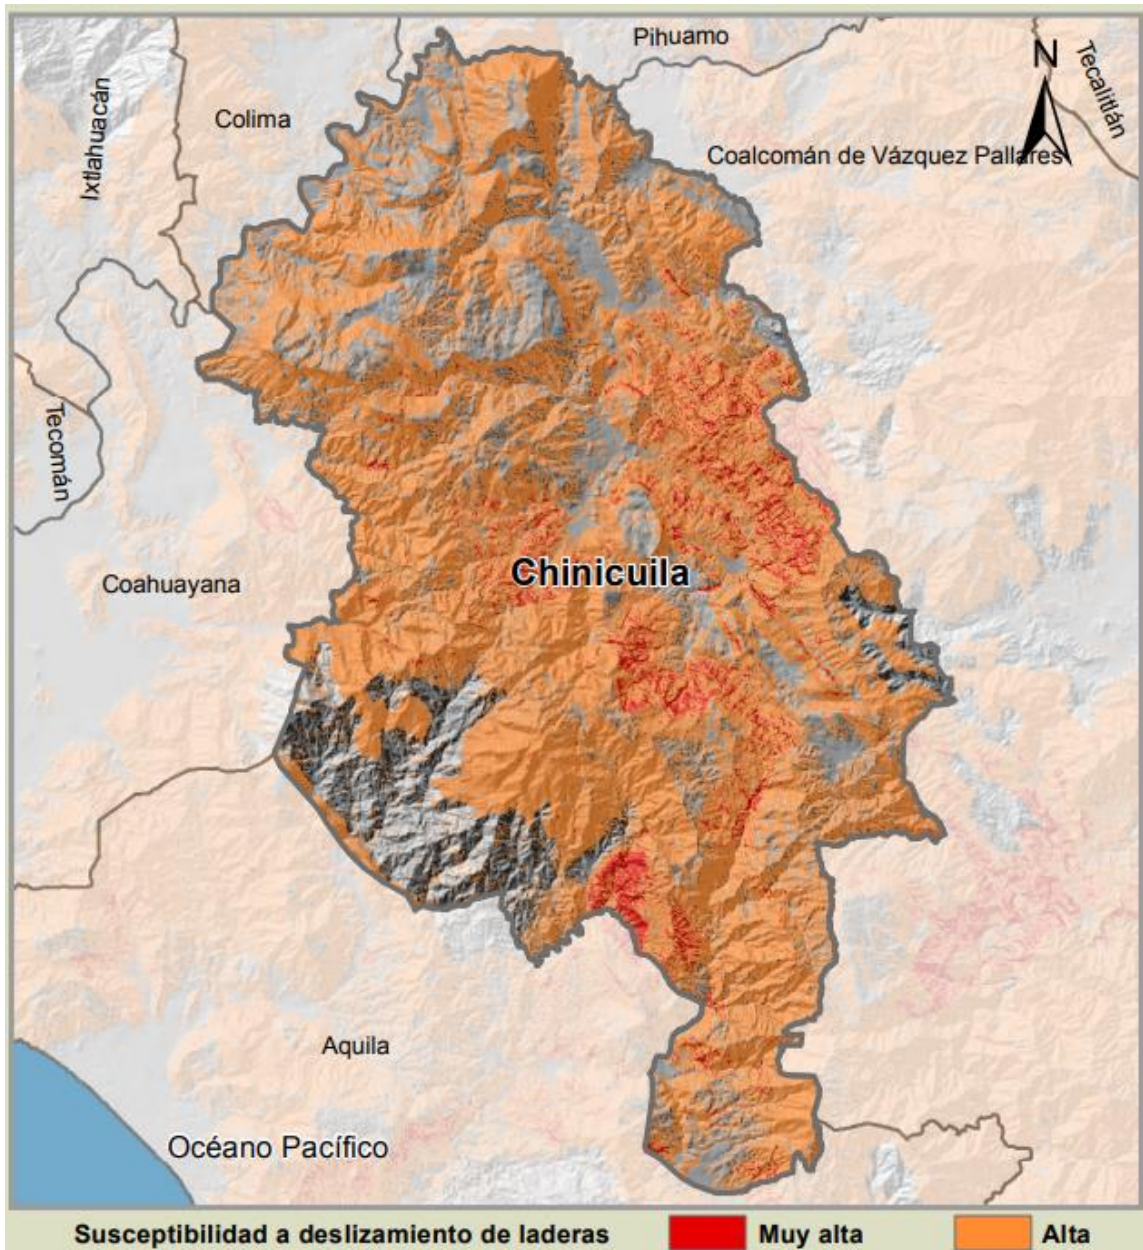 Pihuamo
N
Tecalitlán
Ixtlahuacán
Colima
Coalcomán de Vázquez Pallares
Tecomán
Chinicuila
Coahuayana
Aquila
Océano Pacífico
Susceptibilidad a deslizamiento de laderas Muy alta Alta